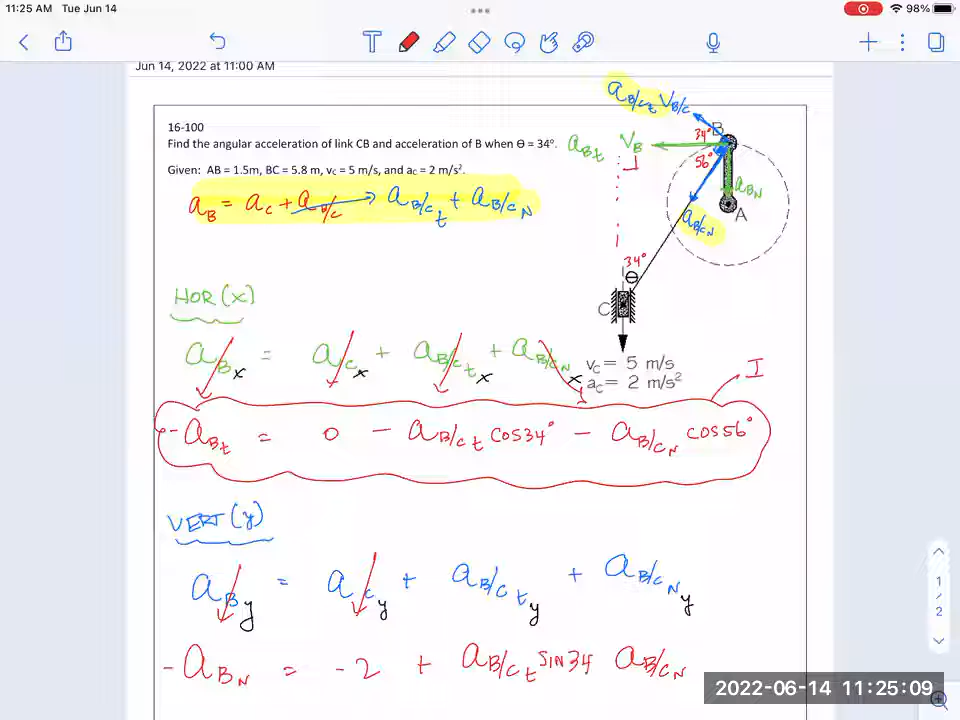 11:25 AM Tue Jun 14
98%
Jun 14, 2022 at 11:00 AM
16-100
Find the angular acceleration of link CB and acceleration of B when Θ = 34°.
Given: AB = 1.5m, BC = 5.8 m, vc = 5 m/s, and ac = 2 m/s².
aB = aC + aB/C → aB/Ct + aB/CN
aB/Ct VB/C
B
34°
aBt VB
56°
aBN
A
aB/CN
34°
Θ
C
vC = 5 m/s
aC = 2 m/s²
HOR (x)
aBx = aCx + aB/Ctx + aB/CNx
I
-aBt = 0 - aB/Ct cos34° - aB/CN cos56°
VERT (y)
aBy = aCy + aB/Cty + aB/CNy
-aBN = -2 + aB/Ct SIN34 aB/CN
1
/
2
2022-06-14 11:25:09